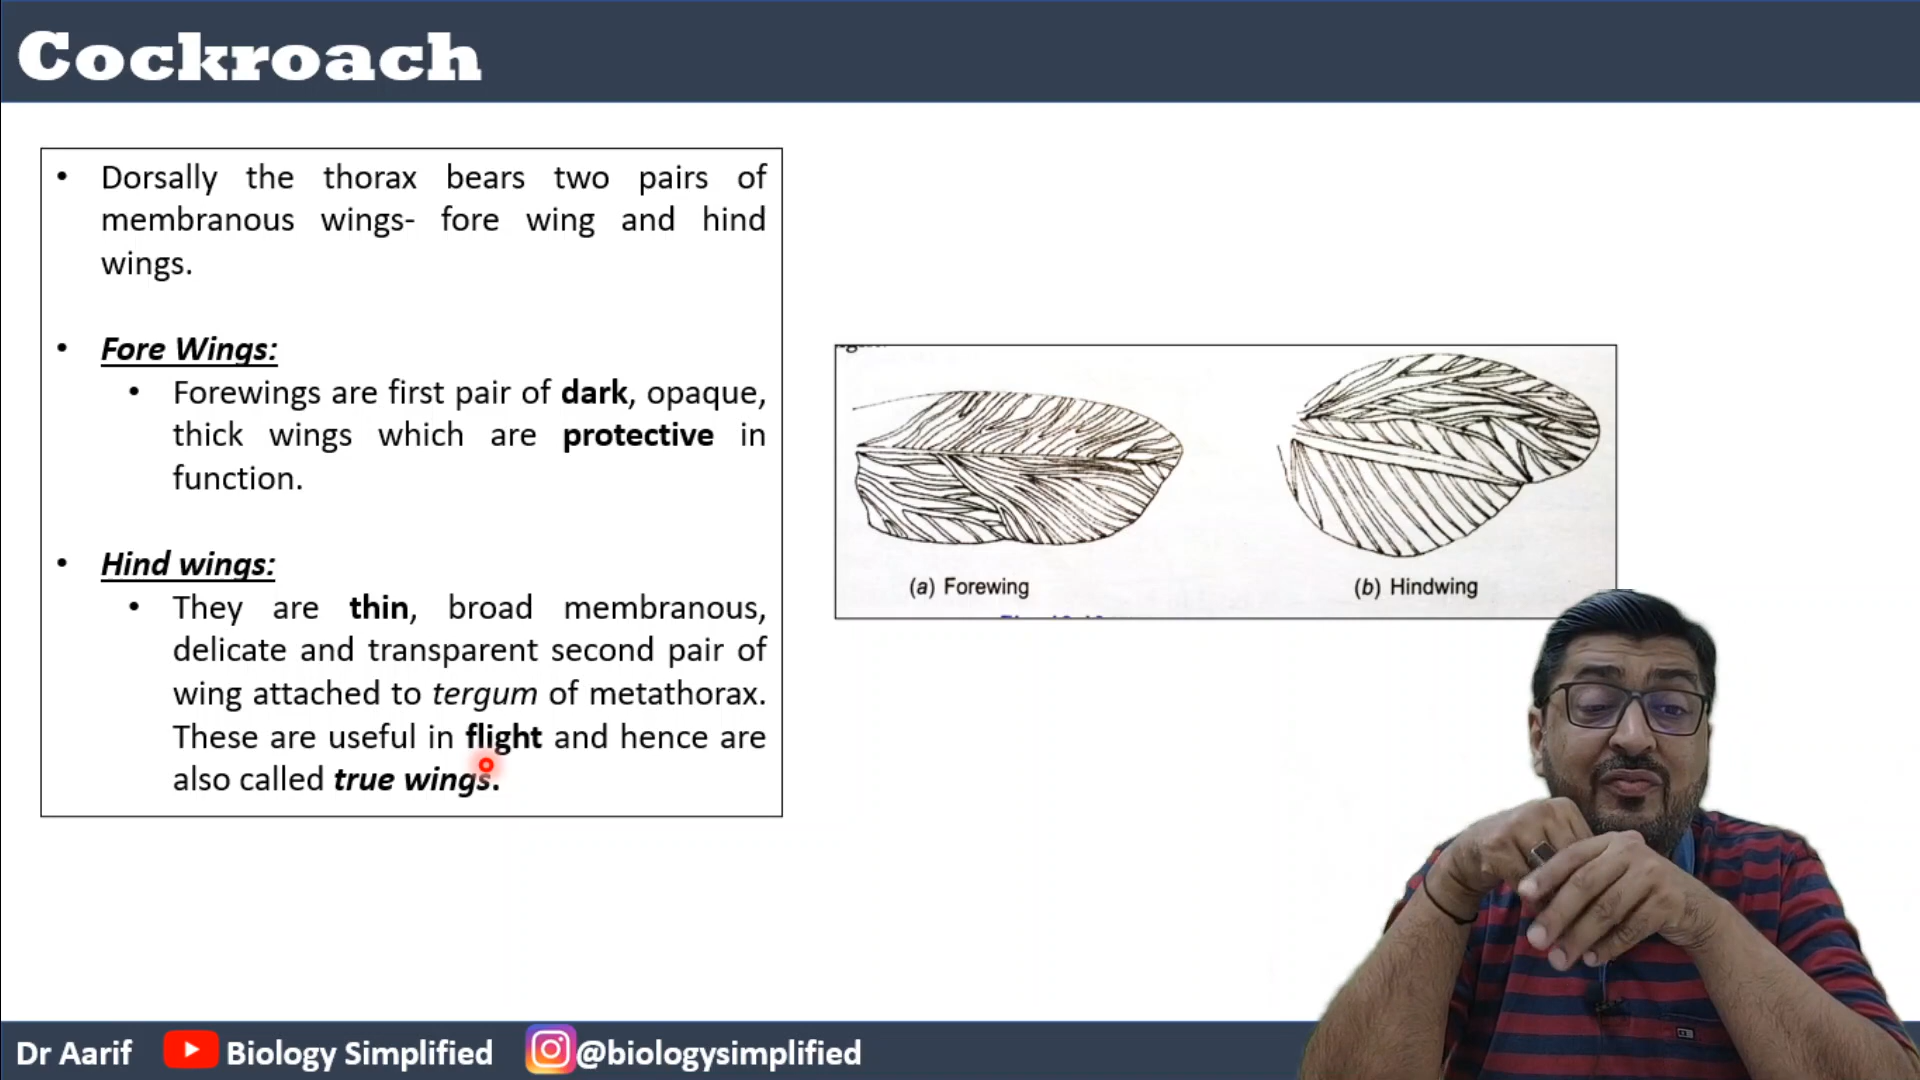 Cockroach
• Dorsally the thorax bears two pairs of
membranous wings- fore wing and hind
wings.
• Fore Wings:
• Forewings are first pair of dark, opaque,
thick wings which are protective in
function.
• Hind wings:
• They are thin, broad membranous,
delicate and transparent second pair of
wing attached to tergum of metathorax.
These are useful in flight and hence are
also called true wings.
(a) Forewing
(b) Hindwing
Dr Aarif Biology Simplified @biologysimplified